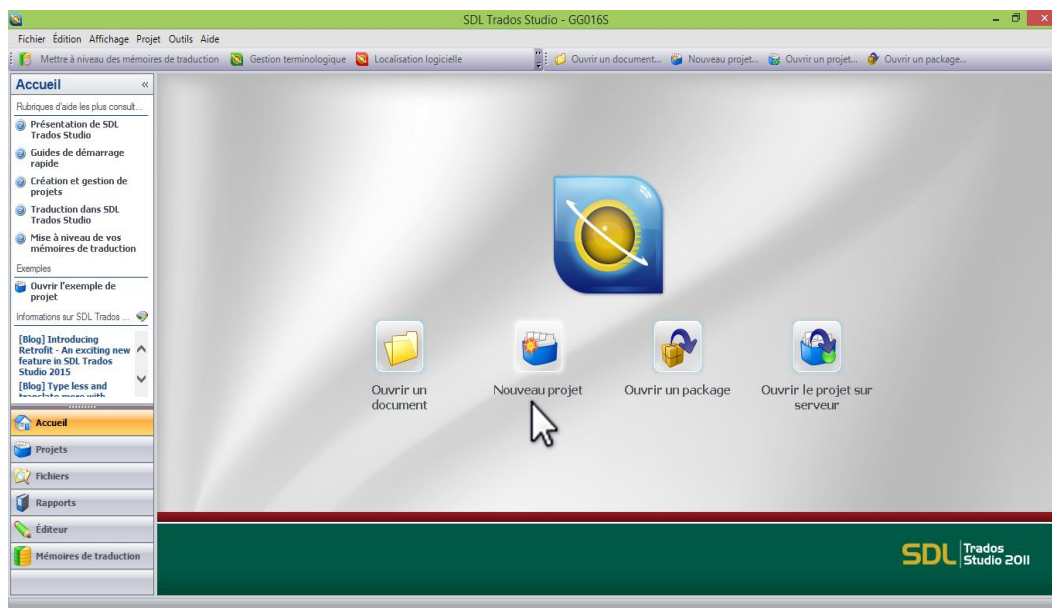 SDL Trados Studio - GG016S
Fichier Édition Affichage Projet Outils Aide
Mettre à niveau des mémoires de traduction Gestion terminologique Localisation logicielle Ouvrir un document... Nouveau projet... Ouvrir un projet... Ouvrir un package...
Accueil «
Rubriques d'aide les plus consult...
Présentation de SDL
Trados Studio
Guides de démarrage
rapide
Création et gestion de
projets
Traduction dans SDL
Trados Studio
Mise à niveau de vos
mémoires de traduction
Exemples
Ouvrir l'exemple de
projet
Informations sur SDL Trados ...
[Blog] Introducing
Retrofit - An exciting new
feature in SDL Trados
Studio 2015
[Blog] Type less and
translate more with
Accueil
Projets
Fichiers
Rapports
Éditeur
Mémoires de traduction
Ouvrir un
document
Nouveau projet
Ouvrir un package
Ouvrir le projet sur
serveur
SDL Trados
Studio 2011